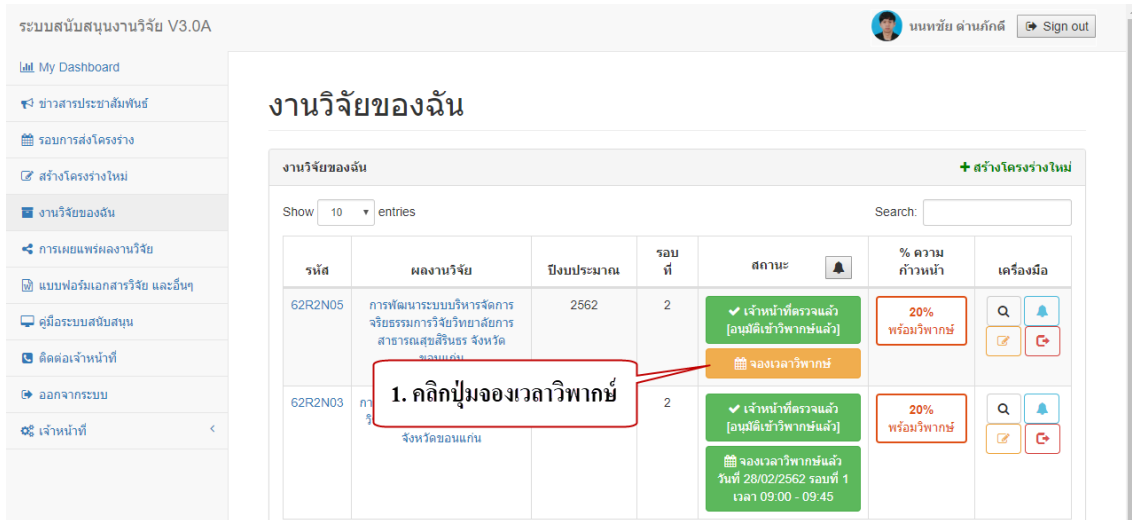 ระบบสนับสนุนงานวิจัย V3.0A
นนทชัย ด่านภักดี
Sign out
My Dashboard
ข่าวสารประชาสัมพันธ์
รอบการส่งโครงร่าง
สร้างโครงร่างใหม่
งานวิจัยของฉัน
การเผยแพร่ผลงานวิจัย
แบบฟอร์มเอกสารวิจัย และอื่นๆ
คู่มือระบบสนับสนุน
ติดต่อเจ้าหน้าที่
ออกจากระบบ
เจ้าหน้าที่
งานวิจัยของฉัน
งานวิจัยของฉัน
สร้างโครงร่างใหม่
Show 10 entries
Search:
รหัส
ผลงานวิจัย
ปีงบประมาณ
รอบ
ที่
สถานะ
% ความ
ก้าวหน้า
เครื่องมือ
62R2N05
การพัฒนาระบบบริหารจัดการ
จริยธรรมการวิจัยวิทยาลัยการ
สาธารณสุขสิรินธร จังหวัด
ขอนแก่น
2562
2
เจ้าหน้าที่ตรวจแล้ว
[อนุมัติเข้าวิพากษ์แล้ว]
จองเวลาวิพากษ์
20%
พร้อมวิพากษ์
1. คลิกปุ่มจองเวลาวิพากษ์
62R2N03
จังหวัดขอนแก่น
2
เจ้าหน้าที่ตรวจแล้ว
[อนุมัติเข้าวิพากษ์แล้ว]
จองเวลาวิพากษ์แล้ว
วันที่ 28/02/2562 รอบที่ 1
เวลา 09:00 - 09:45
20%
พร้อมวิพากษ์